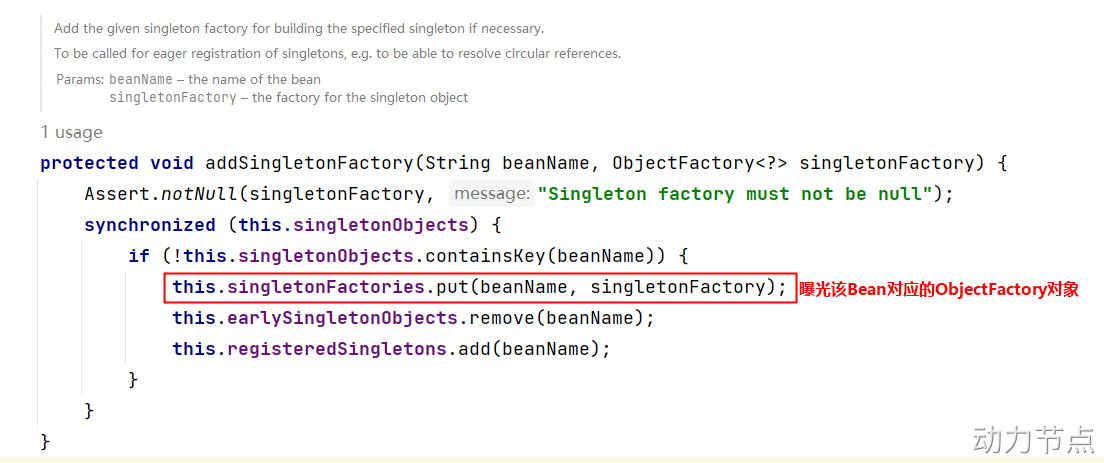 Add the given singleton factory for building the specified singleton if necessary.
To be called for eager registration of singletons, e.g. to be able to resolve circular references.
Params: beanName – the name of the bean
singletonFactory – the factory for the singleton object
1 usage
protected void addSingletonFactory(String beanName, ObjectFactory<?> singletonFactory) {
Assert.notNull(singletonFactory, message: "Singleton factory must not be null");
synchronized (this.singletonObjects) {
if (!this.singletonObjects.containsKey(beanName)) {
this.singletonFactories.put(beanName, singletonFactory); 曝光该Bean对应的ObjectFactory对象
this.earlySingletonObjects.remove(beanName);
this.registeredSingletons.add(beanName);
}
}
}
动力节点